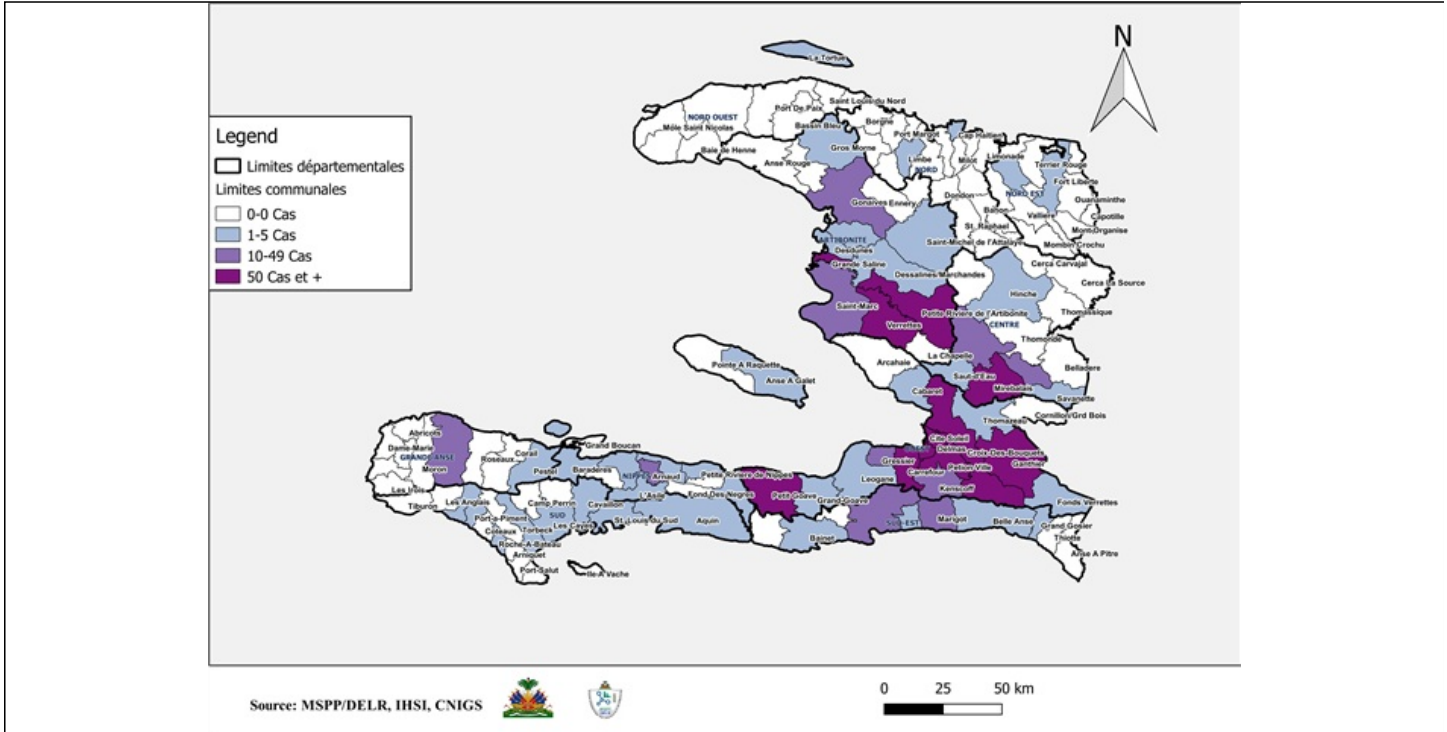 N
La Tortue
Saint Louis du Nord
Port De Paix
NORD OUEST
Môle Saint Nicolas
Bassin Bleu
Borgne
Port Margot
Cap Haitien
Baie de Henne
Gros Morne
Anse Rouge
Limbe
NORD
Milot
Limonade
Terrier Rouge
Fort Liberte
NORD EST
Ouanaminthe
Gonaives
Ennery
Dondon
Bahon
Valliere
Capotille
St. Raphael
Mont-Organise
Mombin Crochu
Saint-Michel de l'Attalaye
ARTIBONITE
Desdunes
Grande Saline
Dessalines/Marchandes
Cerca Carvajal
Cerca La Source
Hinche
Thomassique
Saint-Marc
Petite Rivière de l'Artibonite
Verrettes
CENTRE
Thomonde
La Chapelle
Belladere
Arcahaie
Saut-d'Eau
Mirebalais
Savanette
Pointe A Raquette
Anse A Galet
Cabaret
Thomazeau
Cornillon/Grd Bois
Cite Soleil
Delmas
Croix-Des-Bouquets
Ganthier
Gressier
Carrefour
Petion-Ville
Kenscoff
Leogane
Grand-Goave
Petit-Goave
Fonds Verrettes
Abricots
Dame-Marie
GRANDE ANSE
Moron
Les Irois
Tiburon
Roseaux
Corail
Pestel
Grand Boucan
Baradères
NIPPES
Arnaud
Petite Riviere de Nippes
Fond Des Negres
L'Asile
Les Anglais
Camp Perrin
Cavaillon
Port-à-Piment
SUD
Coteaux
Torbeck
Les Cayes
St. Louis du Sud
Aquin
Roche-A-Bateau
Arniquet
Port-Salut
Ile-A Vache
Bainet
SUD-EST
Marigot
Belle Anse
Grand Gosier
Thiotte
Anse A Pitre
Legend
Limites départementales
Limites communales
0-0 Cas
1-5 Cas
10-49 Cas
50 Cas et +
Source: MSPP/DELR, IHSI, CNIGS
0 25 50 km